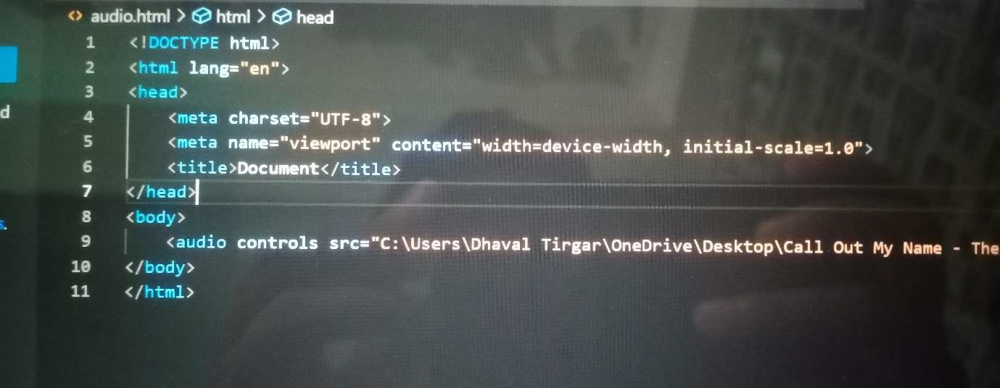 <> audio.html > html > head
1 <!DOCTYPE html>
2 <html lang="en">
3 <head>
4 <meta charset="UTF-8">
5 <meta name="viewport" content="width=device-width, initial-scale=1.0">
6 <title>Document</title>
7 </head>
8 <body>
9 <audio controls src="C:\Users\Dhaval Tirgar\OneDrive\Desktop\Call Out My Name - The
10 </body>
11 </html>
d
s.